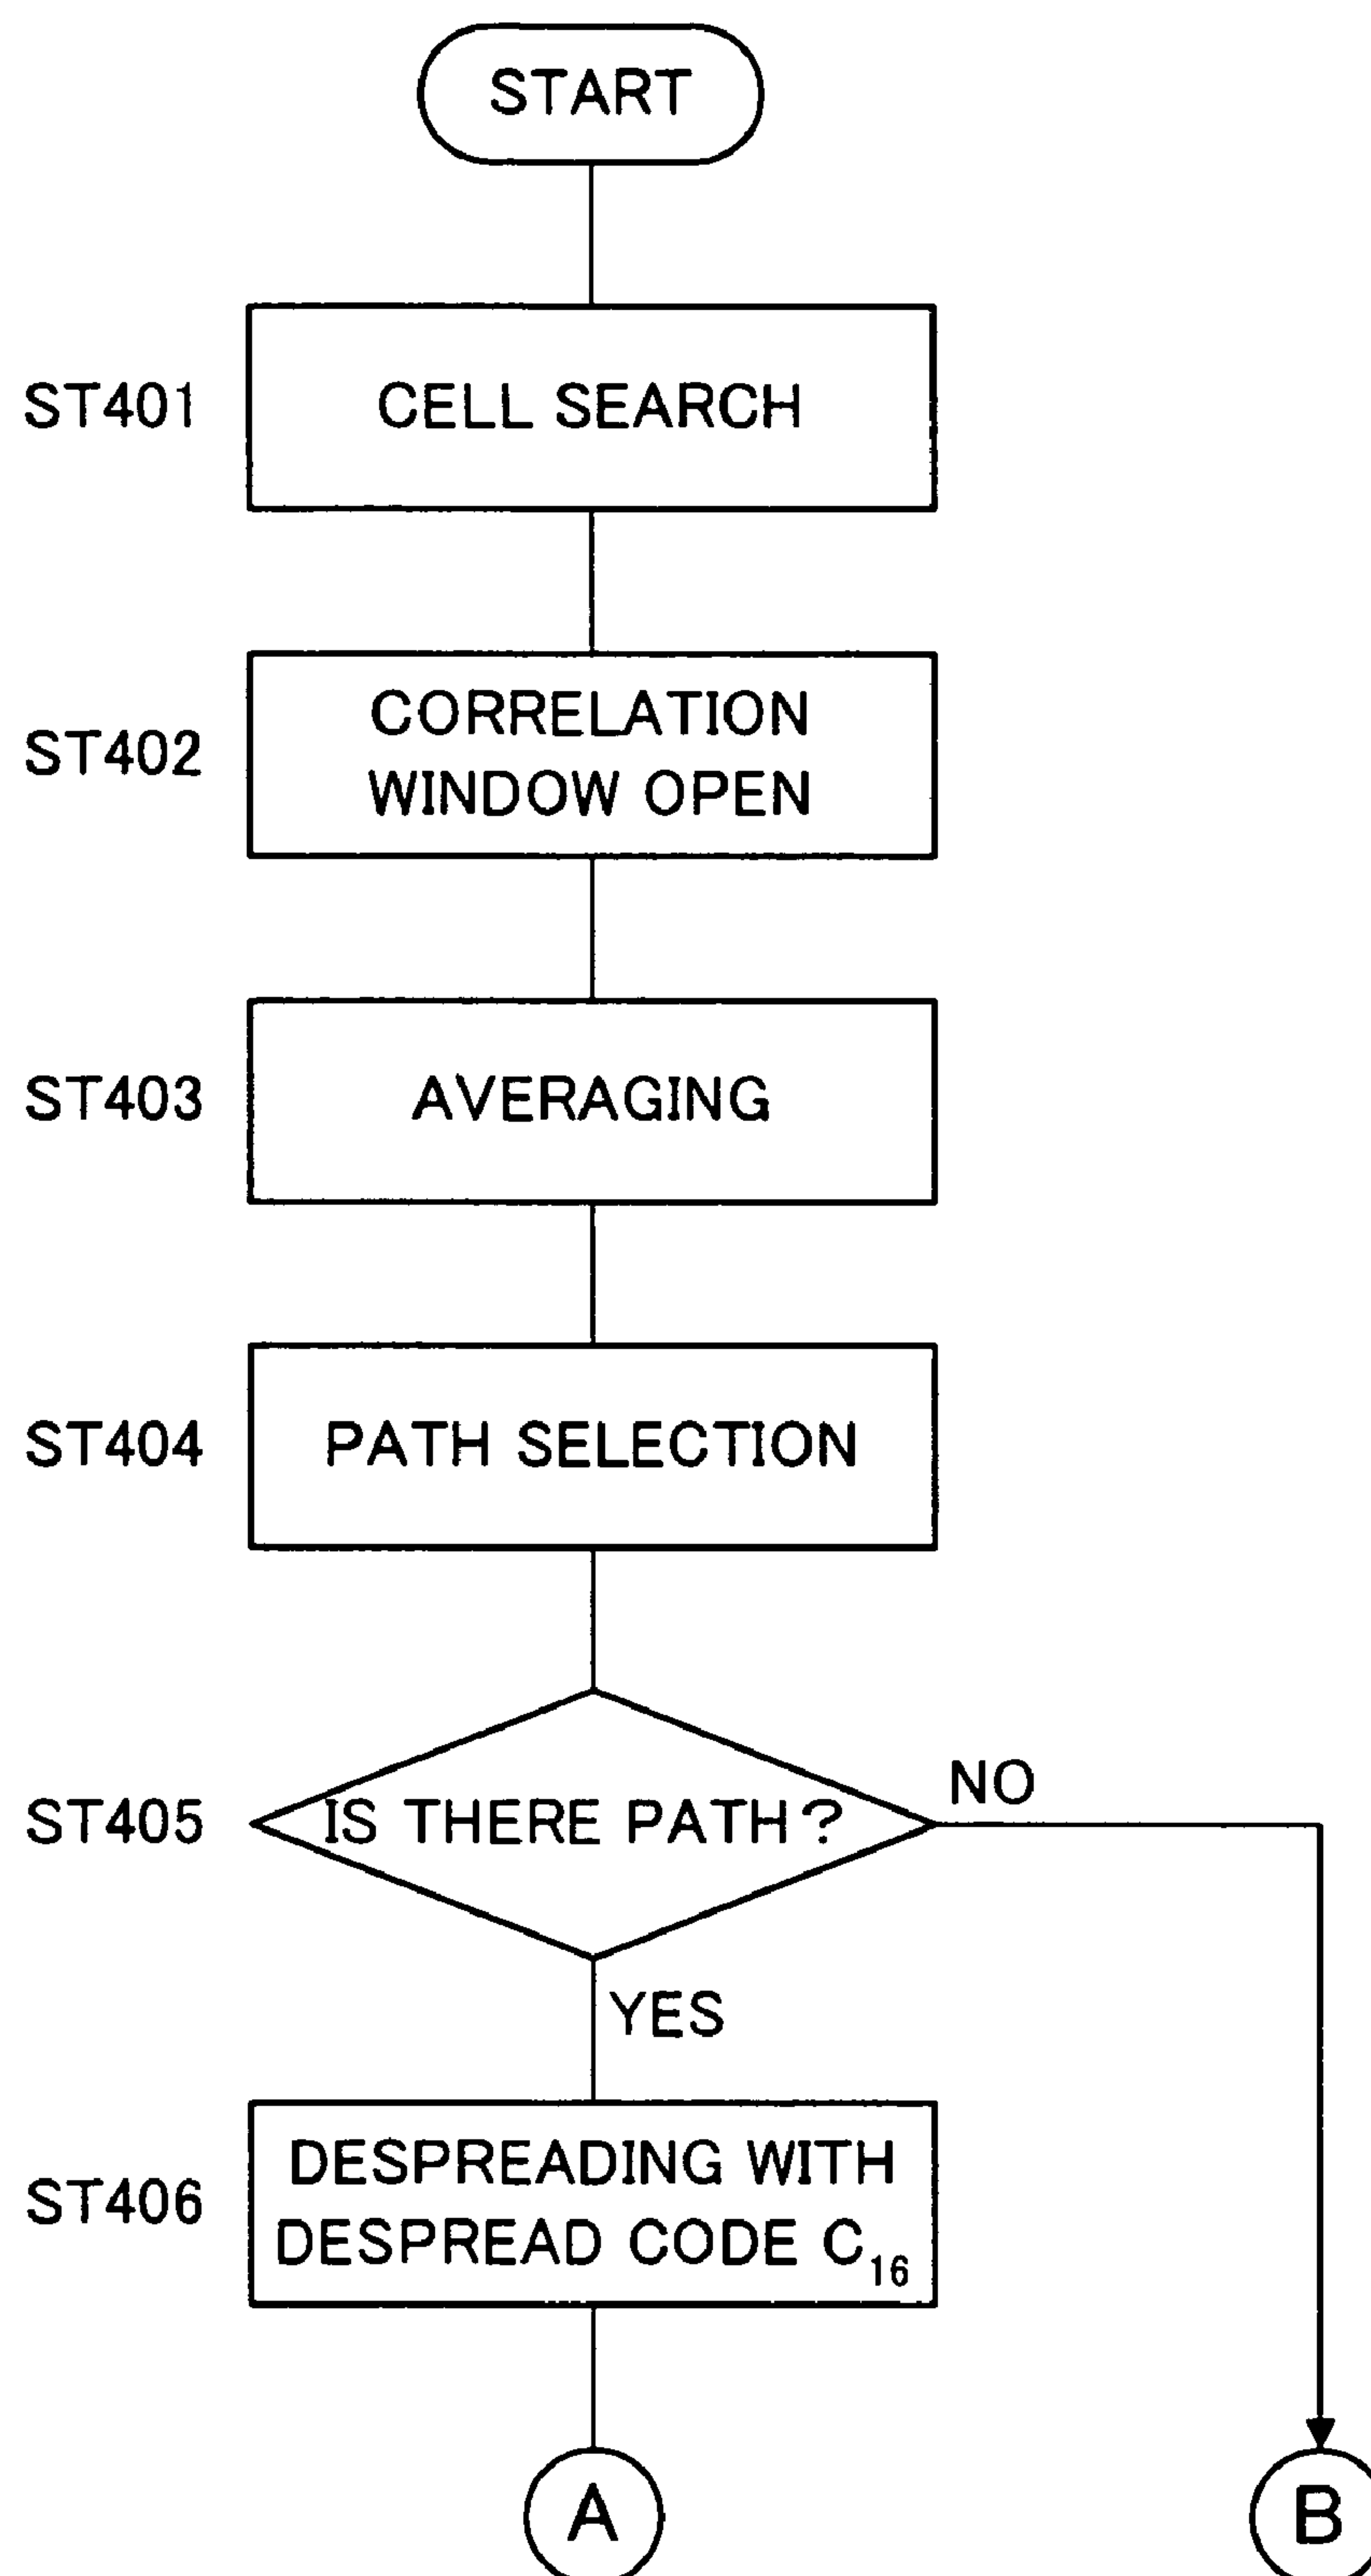 START
ST401
CELL SEARCH
ST402
CORRELATION
WINDOW OPEN
ST403
AVERAGING
ST404
PATH SELECTION
ST405
IS THERE PATH?
NO
YES
ST406
DESPREADING WITH
DESPREAD CODE C₁₆
A
B